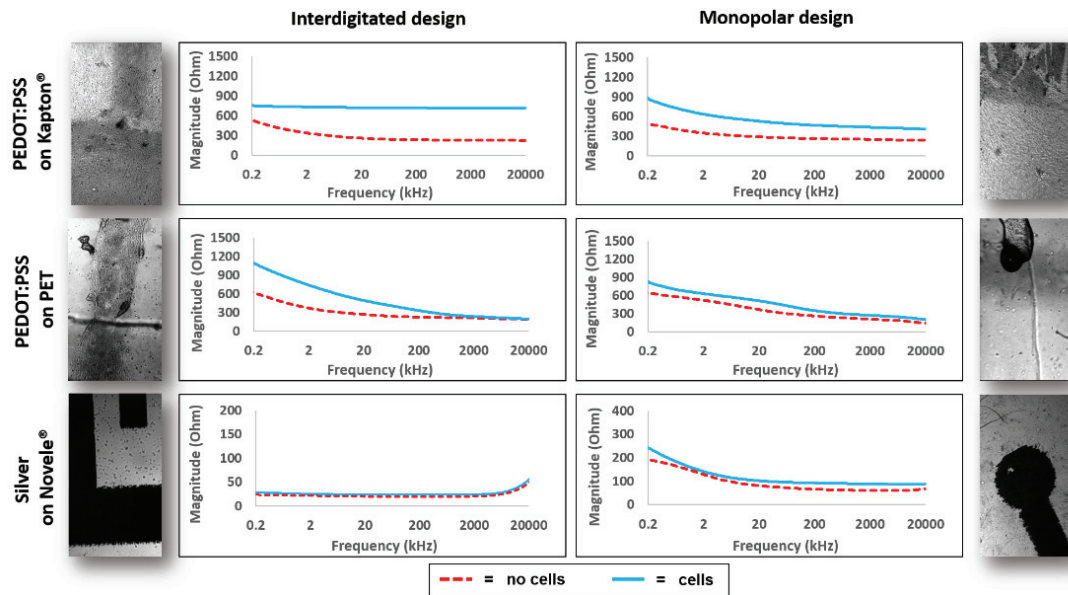 Interdigitated design
Monopolar design
PEDOT:PSS
on Kapton®
Magnitude (Ohm)
1500
1200
900
600
300
0
0.2 2 20 200 2000 20000
Frequency (kHz)
Magnitude (Ohm)
1500
1200
900
600
300
0
0.2 2 20 200 2000 20000
Frequency (kHz)
PEDOT:PSS
on PET
Magnitude (Ohm)
1500
1200
900
600
300
0
0.2 2 20 200 2000 20000
Frequency (kHz)
Magnitude (Ohm)
1500
1200
900
600
300
0
0.2 2 20 200 2000 20000
Frequency (kHz)
Silver
on Novele®
Magnitude (Ohm)
200
150
100
50
0
0.2 2 20 200 2000 20000
Frequency (kHz)
Magnitude (Ohm)
400
300
200
100
0
0.2 2 20 200 2000 20000
Frequency (kHz)
= no cells = cells